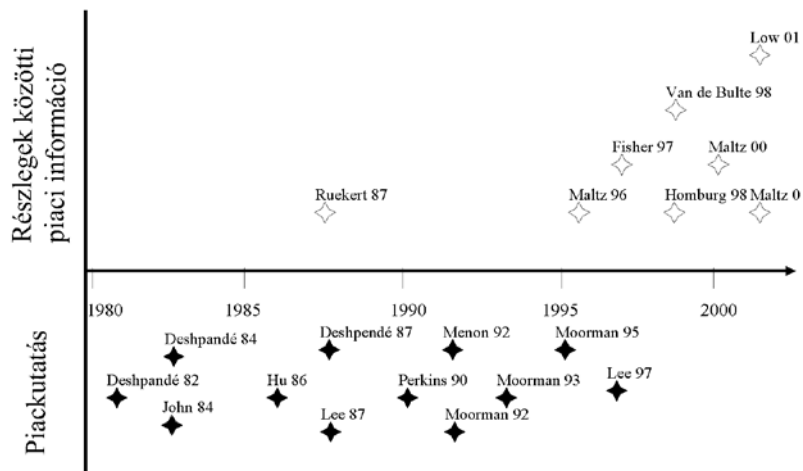 Részlegek közötti
piaci információ
Low 01
Van de Bulte 98
Fisher 97 Maltz 00
Ruekert 87 Maltz 96 Homburg 98 Maltz 0
1980 1985 1990 1995 2000
Piackutatás
Deshpandé 84 Deshpendé 87 Menon 92 Moorman 95
Deshpandé 82 Hu 86 Perkins 90 Moorman 93 Lee 97
John 84 Lee 87 Moorman 92